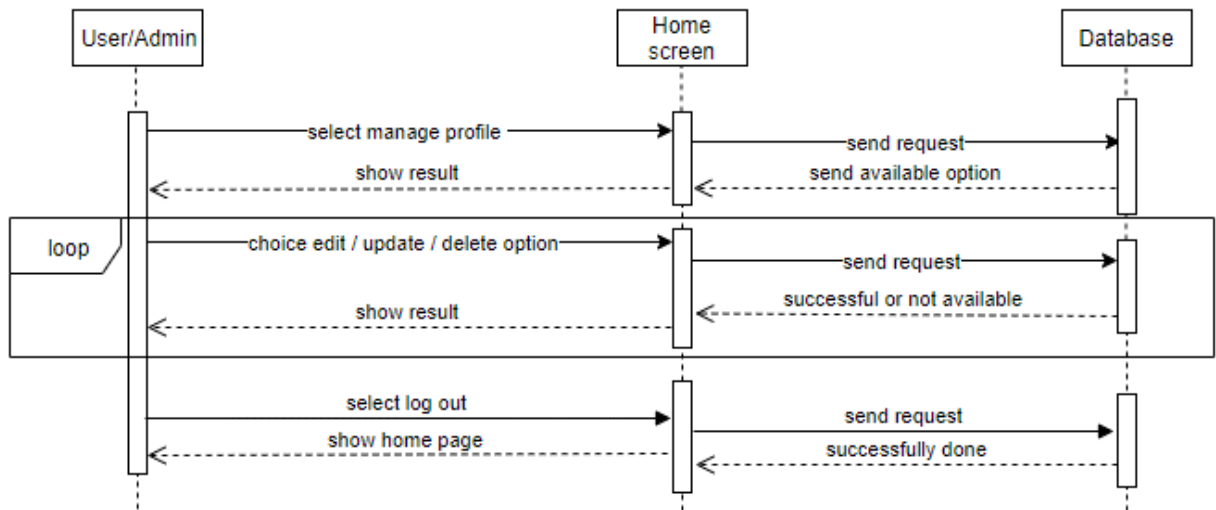 User/Admin
Home
screen
Database
select manage profile
send request
show result
send available option
loop
choice edit / update / delete option
send request
successful or not available
show result
select log out
send request
show home page
successfully done